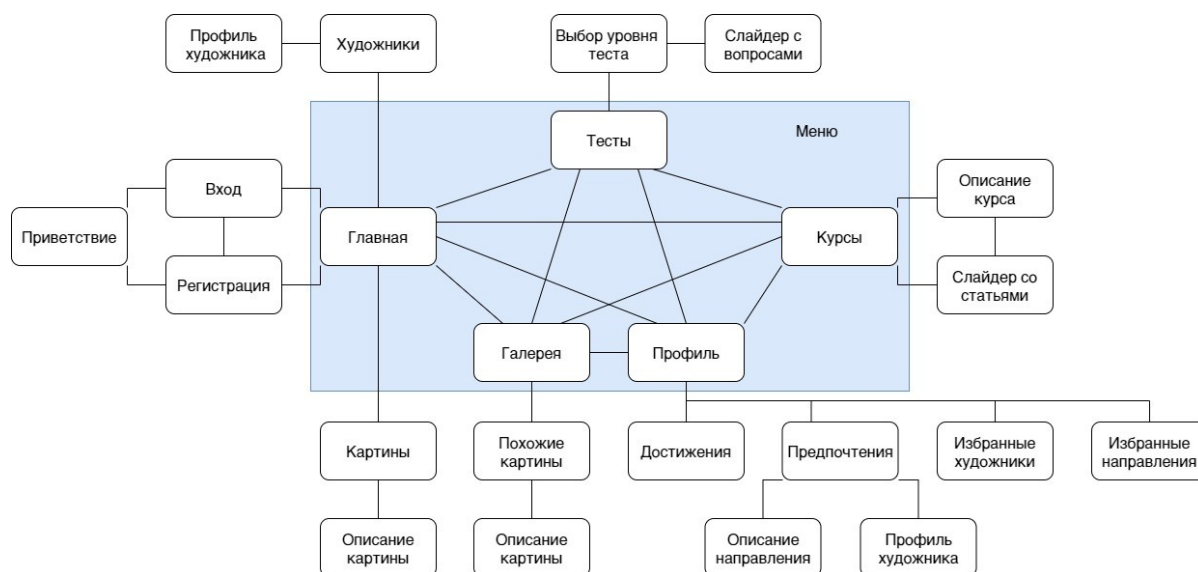 Профиль
художника
Художники
Выбор уровня
теста
Слайдер с
вопросами
Меню
Тесты
Вход
Описание
курса
Приветствие
Главная
Курсы
Регистрация
Слайдер со
статьями
Галерея
Профиль
Картины
Похожие
картины
Достижения
Предпочтения
Избранные
художники
Избранные
направления
Описание
картины
Описание
картины
Описание
направления
Профиль
художника